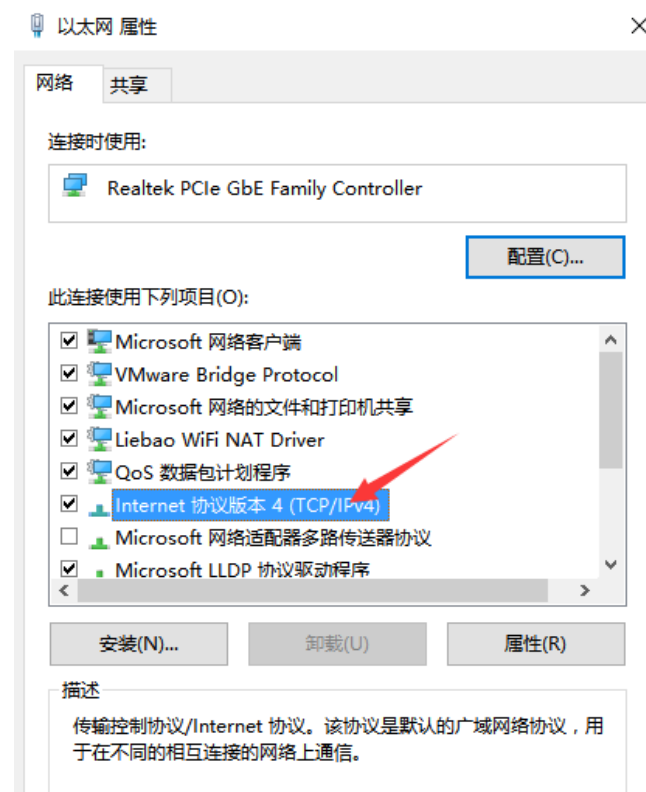 以太网 属性
网络
共享
连接时使用:
Realtek PCIe GbE Family Controller
配置(C)...
此连接使用下列项目(O):
Microsoft 网络客户端
VMware Bridge Protocol
Microsoft 网络的文件和打印机共享
Liebao WiFi NAT Driver
QoS 数据包计划程序
Internet 协议版本 4 (TCP/IPv4)
Microsoft 网络适配器多路传送器协议
Microsoft LLDP 协议驱动程序
安装(N)...
卸载(U)
属性(R)
描述
传输控制协议/Internet 协议。该协议是默认的广域网络协议，用
于在不同的相互连接的网络上通信。